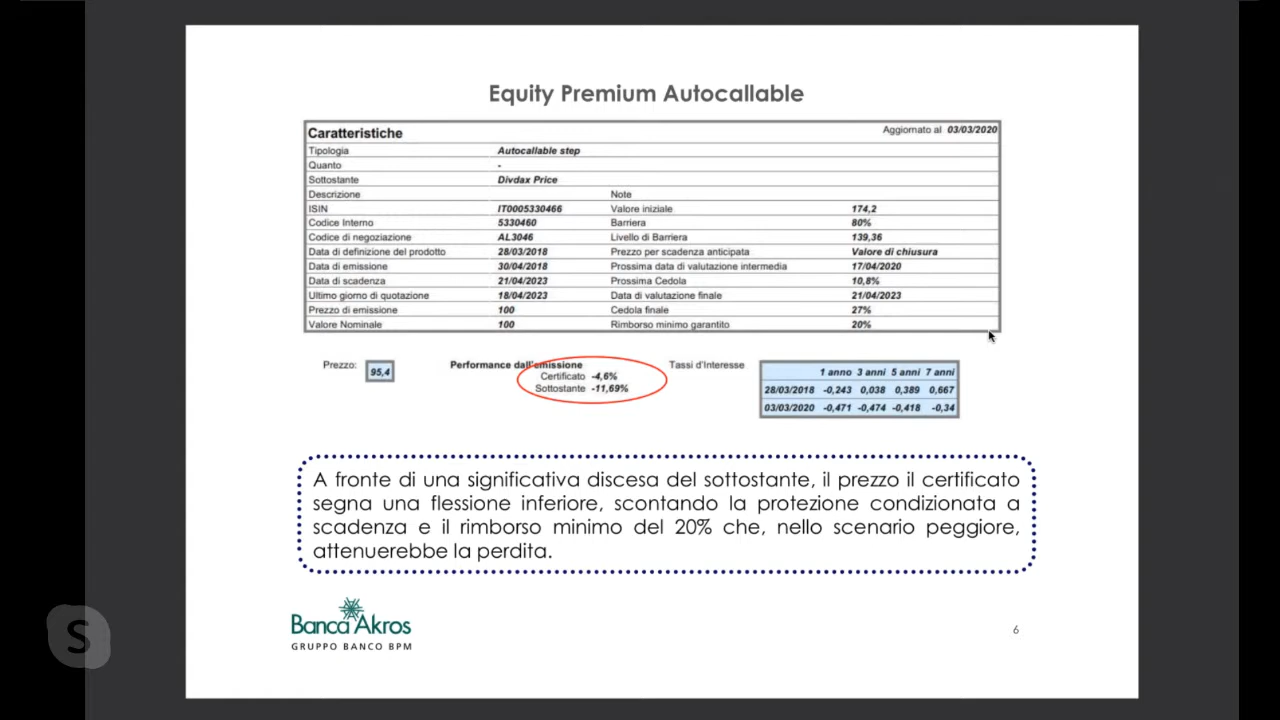 Equity Premium Autocallable
Caratteristiche Aggiornato al 03/03/2020
Tipologia Autocallable step
Quanto -
Sottostante Divdax Price
Descrizione Note
ISIN IT0005330466 Valore iniziale 174,2
Codice Interno 5330460 Barriera 80%
Codice di negoziazione AL3046 Livello di Barriera 139,36
Data di definizione del prodotto 28/03/2018 Prezzo per scadenza anticipata Valore di chiusura
Data di emissione 30/04/2018 Prossima data di valutazione intermedia 17/04/2020
Data di scadenza 21/04/2023 Prossima Cedola 10,8%
Ultimo giorno di quotazione 18/04/2023 Data di valutazione finale 21/04/2023
Prezzo di emissione 100 Cedola finale 27%
Valore Nominale 100 Rimborso minimo garantito 20%
Prezzo: 95,4 Performance dall'emissione Tassi d'Interesse
Certificato -4,6%
Sottostante -11,69%
1 anno 3 anni 5 anni 7 anni
28/03/2018 -0,243 0,038 0,389 0,667
03/03/2020 -0,471 -0,474 -0,418 -0,34
A fronte di una significativa discesa del sottostante, il prezzo il certificato
segna una flessione inferiore, scontando la protezione condizionata a
scadenza e il rimborso minimo del 20% che, nello scenario peggiore,
attenuerebbe la perdita.
Banca Akros
GRUPPO BANCO BPM
6
S